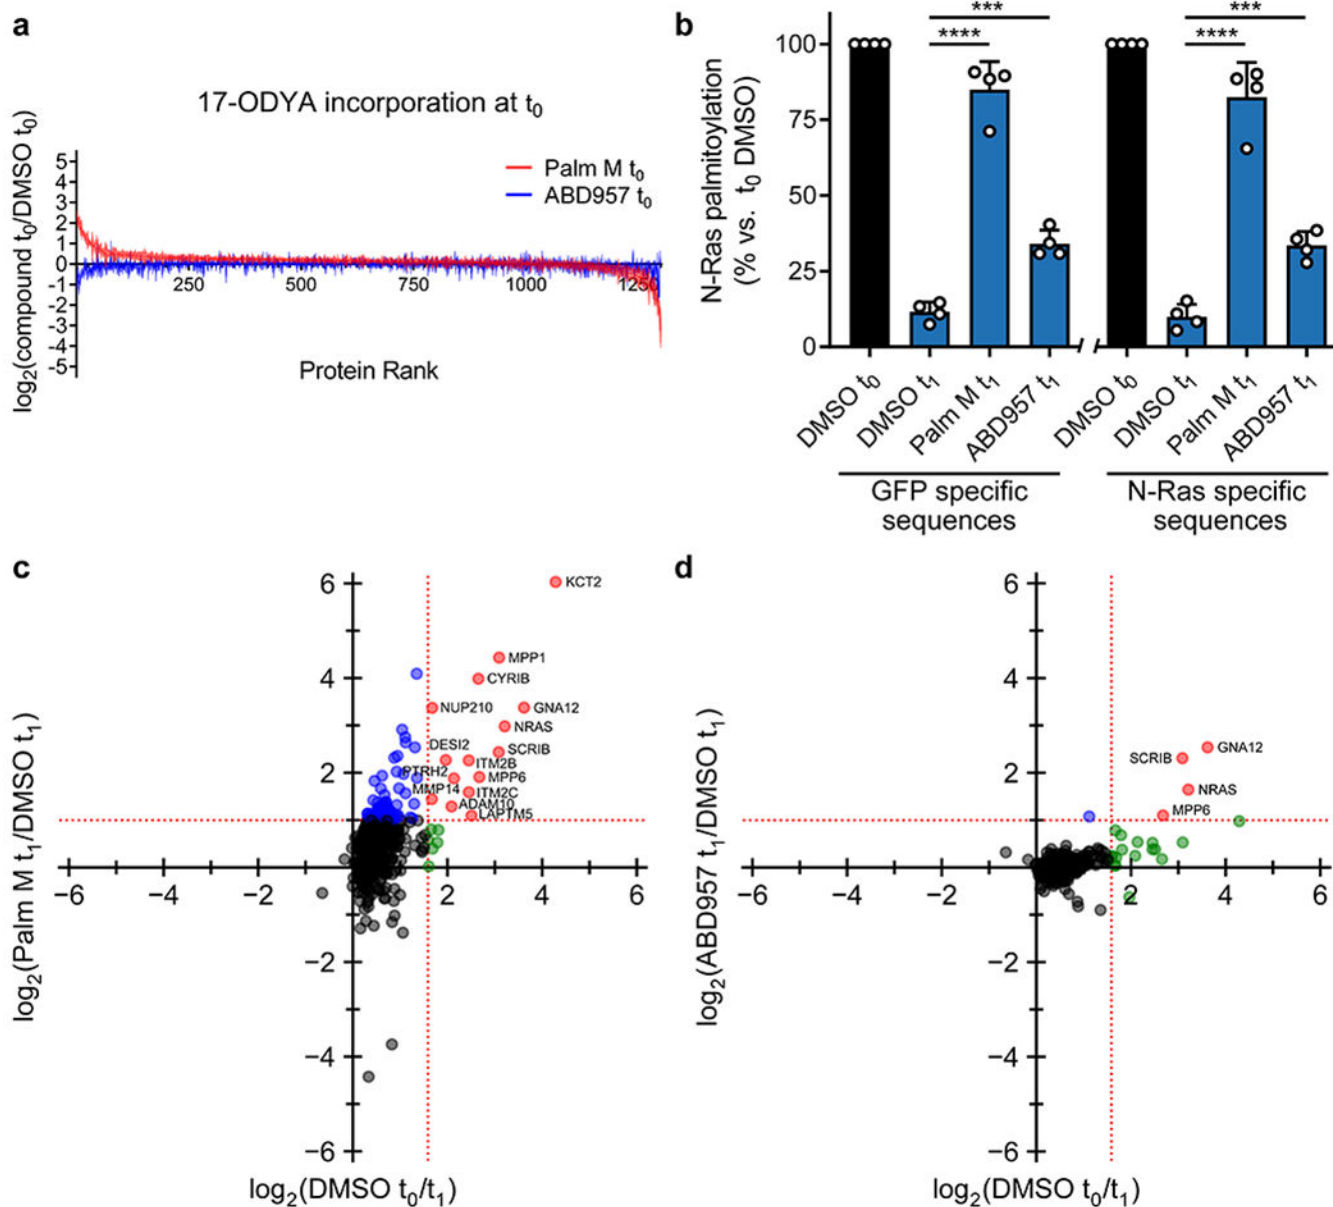 a
17-ODYA incorporation at t0
log2(compound t0/DMSO t0)
5
4
3
2
1
0
-1
-2
-3
-4
-5
250
500
750
1000
1250
Palm M t0
ABD957 t0
Protein Rank
b
N-Ras palmitoylation
(% vs. t0 DMSO)
100
75
50
25
0
***
****
***
****
DMSO t0
DMSO t1
Palm M t1
ABD957 t1
DMSO t0
DMSO t1
Palm M t1
ABD957 t1
GFP specific
sequences
N-Ras specific
sequences
c
log2(Palm M t1/DMSO t1)
6
4
2
−2
−4
−6
−6
−4
−2
2
4
6
KCT2
MPP1
CYRIB
NUP210
GNA12
NRAS
DESI2
SCRIB
ITM2B
PTRH2
MPP6
MMP14
ITM2C
ADAM10
LAPTM5
log2(DMSO t0/t1)
d
log2(ABD957 t1/DMSO t1)
6
4
2
−2
−4
−6
−6
−4
−2
2
4
6
GNA12
SCRIB
NRAS
MPP6
log2(DMSO t0/t1)